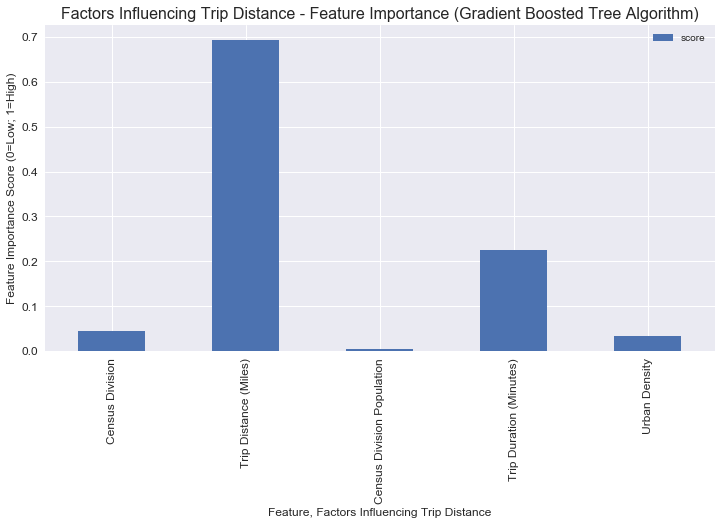 Factors Influencing Trip Distance - Feature Importance (Gradient Boosted Tree Algorithm)
score
Feature Importance Score (0=Low; 1=High)
0.7
0.6
0.5
0.4
0.3
0.2
0.1
0.0
Census Division
Trip Distance (Miles)
Census Division Population
Trip Duration (Minutes)
Urban Density
Feature, Factors Influencing Trip Distance